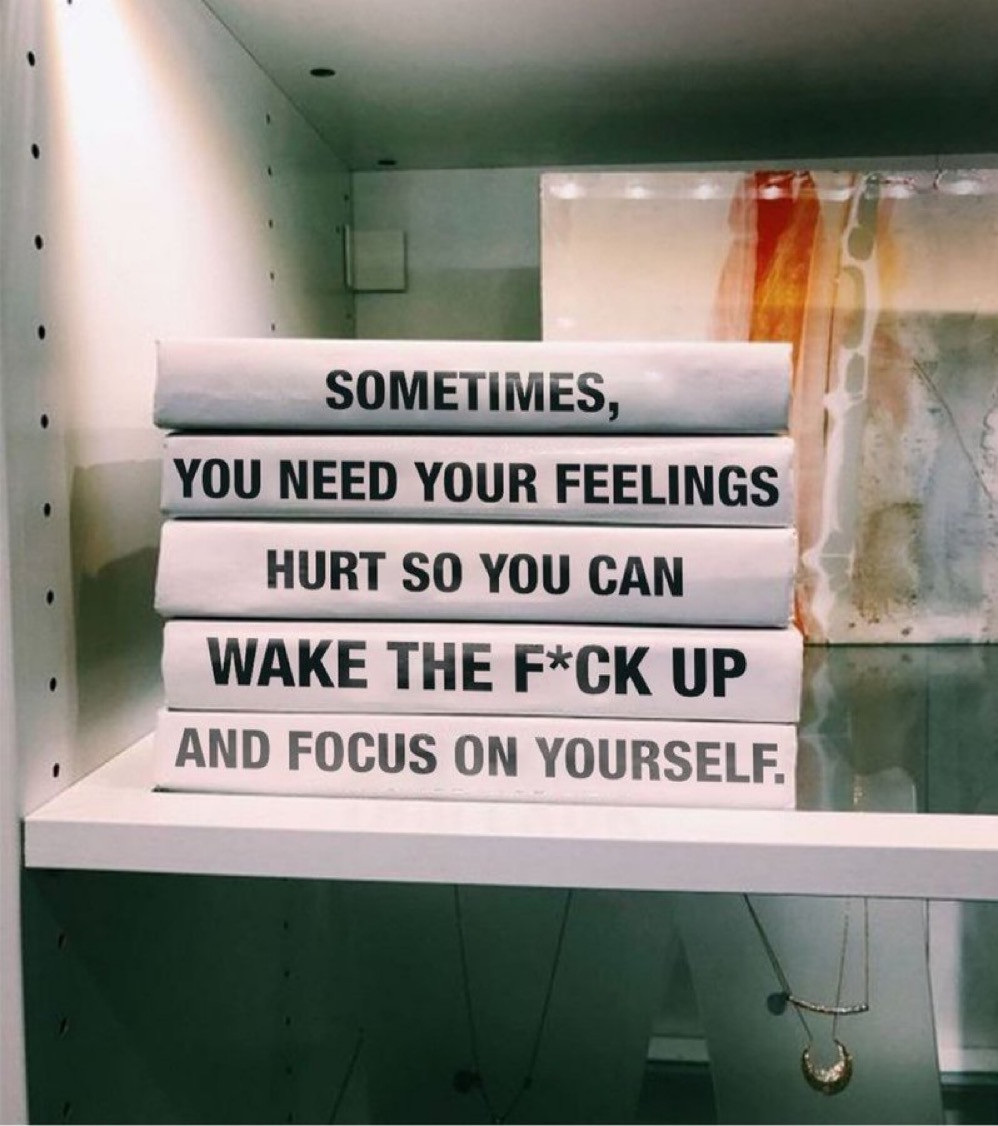 SOMETIMES,
YOU NEED YOUR FEELINGS
HURT SO YOU CAN
WAKE THE F*CK UP
AND FOCUS ON YOURSELF.